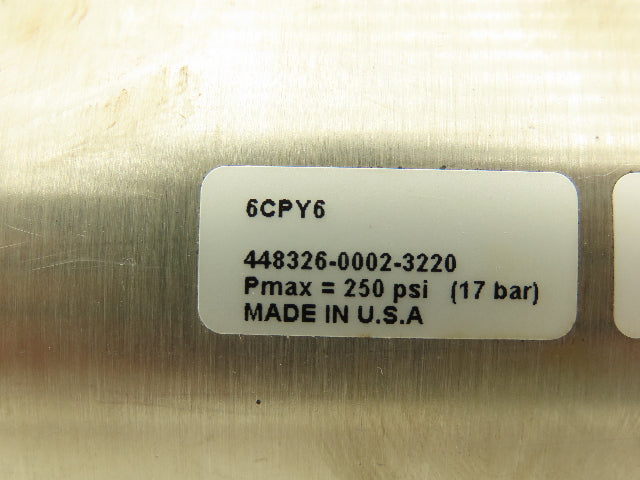 6CPY6
448326-0002-3220
Pmax = 250 psi (17 bar)
MADE IN U.S.A